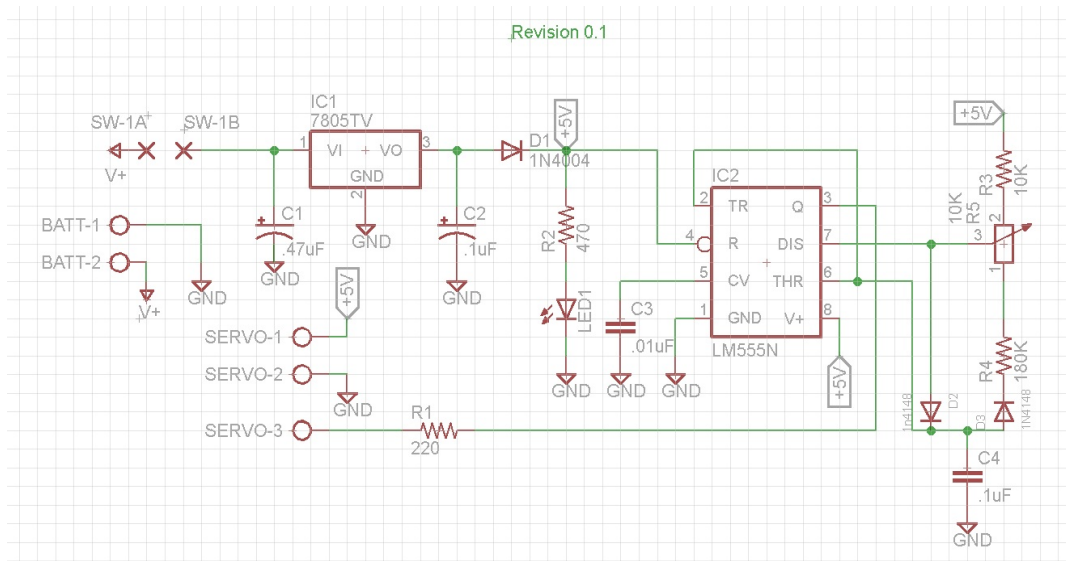 Revision 0.1
SW-1A
SW-1B
V+
IC1
7805TV
1
VI
VO
3
GND
2
GND
D1
1N4004
+5V
+5V
BATT-1
BATT-2
GND
V+
C1
.47uF
GND
C2
.1uF
GND
R2
470
LED1
GND
+5V
SERVO-1
SERVO-2
GND
SERVO-3
R1
220
C3
.01uF
GND
GND
IC2
2
TR
Q
3
4
R
DIS
7
5
CV
THR
6
1
GND
V+
8
LM555N
+5V
R3
10K
10K
R5
2
3
1
R4
180K
1n4148
D2
D3
1N4148
C4
.1uF
GND